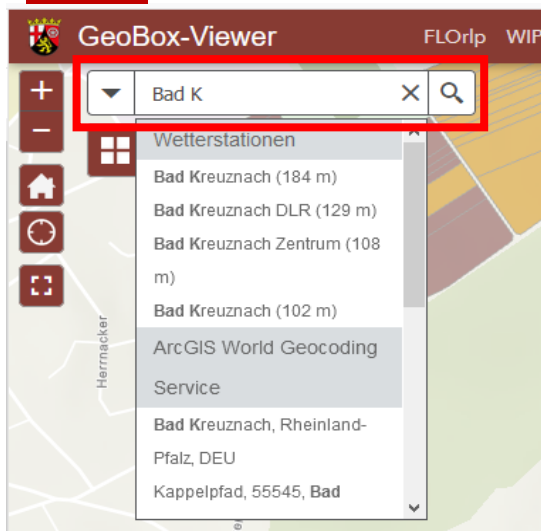 GeoBox-Viewer
FLOrlp WIP
Bad K
Wetterstationen
Bad Kreuznach (184 m)
Bad Kreuznach DLR (129 m)
Bad Kreuznach Zentrum (108
m)
Bad Kreuznach (102 m)
ArcGIS World Geocoding
Service
Bad Kreuznach, Rheinland-
Pfalz, DEU
Kappelpfad, 55545, Bad
Herrnacker